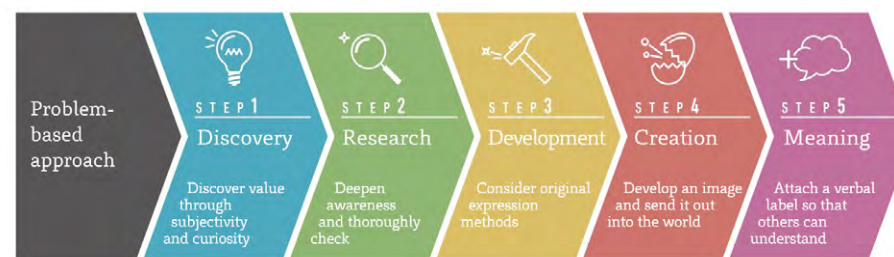 Problem-
based
approach
STEP 1
Discovery
Discover value
through
subjectivity
and curiosity
STEP 2
Research
Deepen
awareness
and thoroughly
check
STEP 3
Development
Consider original
expression
methods
STEP 4
Creation
Develop an image
and send it out
into the world
STEP 5
Meaning
Attach a verbal
label so that
others can
understand